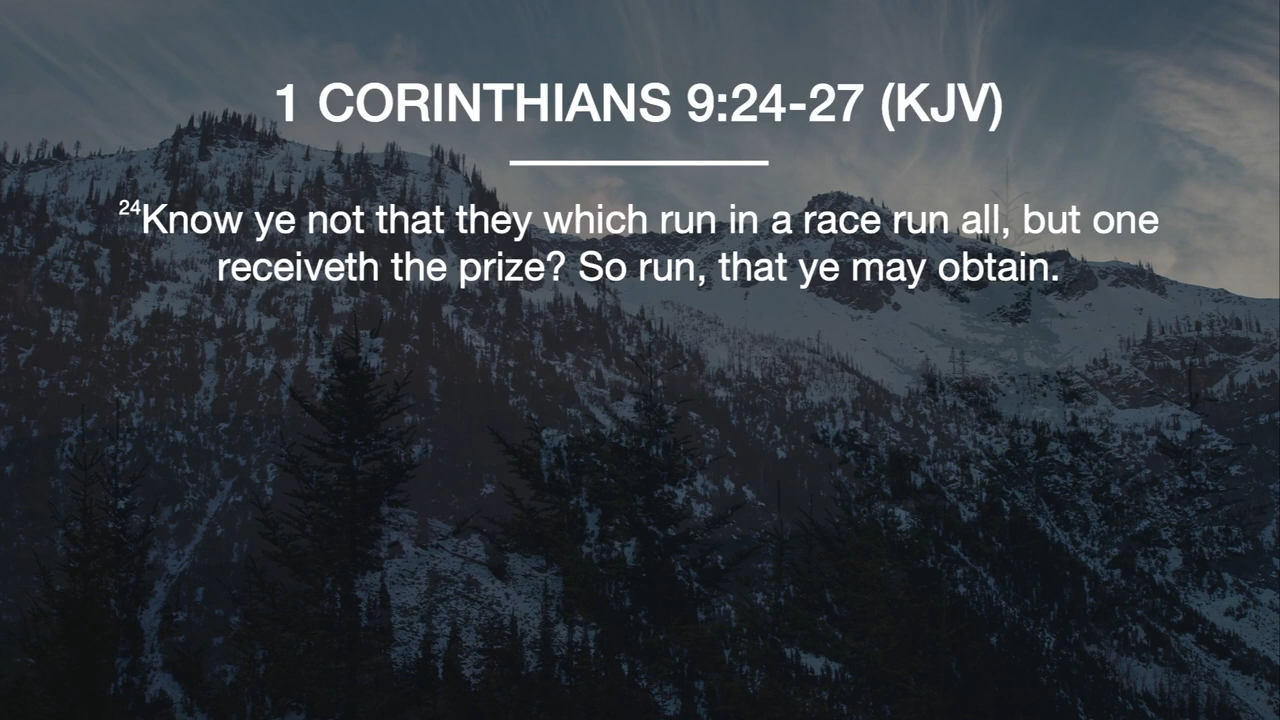 1 CORINTHIANS 9:24-27 (KJV)
24Know ye not that they which run in a race run all, but one
receiveth the prize? So run, that ye may obtain.